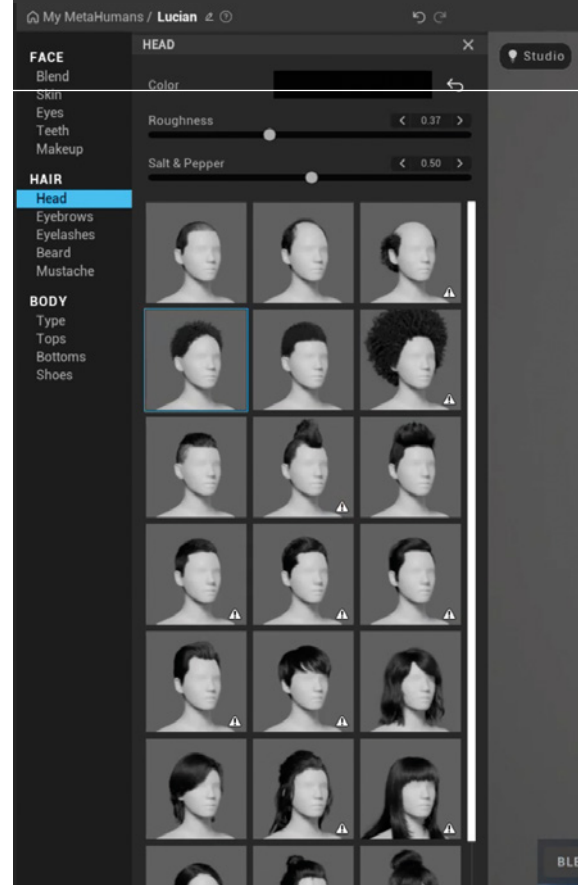 My MetaHumans / Lucian
HEAD
Studio
FACE
Blend
Skin
Eyes
Teeth
Makeup
HAIR
Head
Eyebrows
Eyelashes
Beard
Mustache
BODY
Type
Tops
Bottoms
Shoes
Color
Roughness 0.37
Salt & Pepper 0.50
BLE